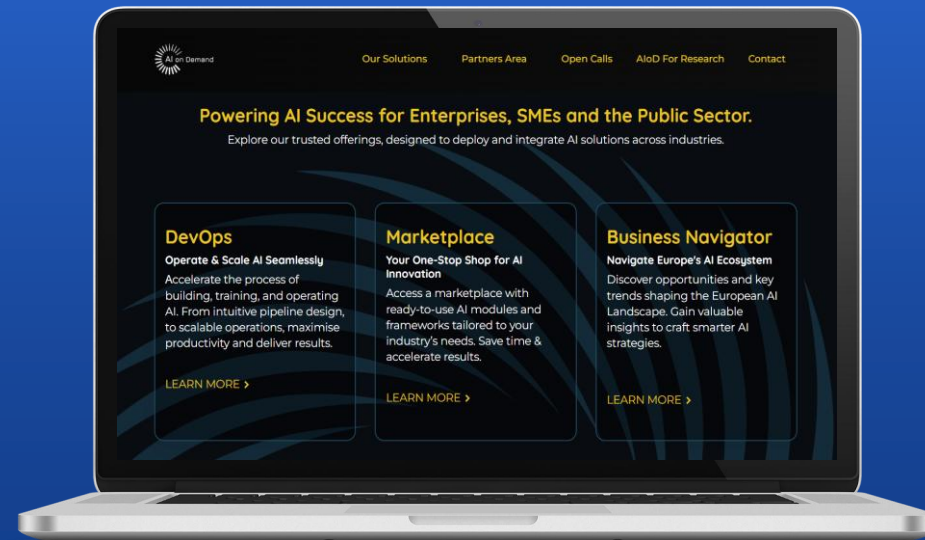 AI on Demand
Our Solutions
Partners Area
Open Calls
AIoD For Research
Contact
Powering AI Success for Enterprises, SMEs and the Public Sector.
Explore our trusted offerings, designed to deploy and integrate AI solutions across industries.
DevOps
Operate & Scale AI Seamlessly
Accelerate the process of
building, training, and operating
AI. From intuitive pipeline design,
to scalable operations, maximise
productivity and deliver results.
LEARN MORE >
Marketplace
Your One-Stop Shop for AI
Innovation
Access a marketplace with
ready-to-use AI modules and
frameworks tailored to your
industry's needs. Save time &
accelerate results.
LEARN MORE >
Business Navigator
Navigate Europe's AI Ecosystem
Discover opportunities and key
trends shaping the European AI
Landscape. Gain valuable
insights to craft smarter AI
strategies.
LEARN MORE >